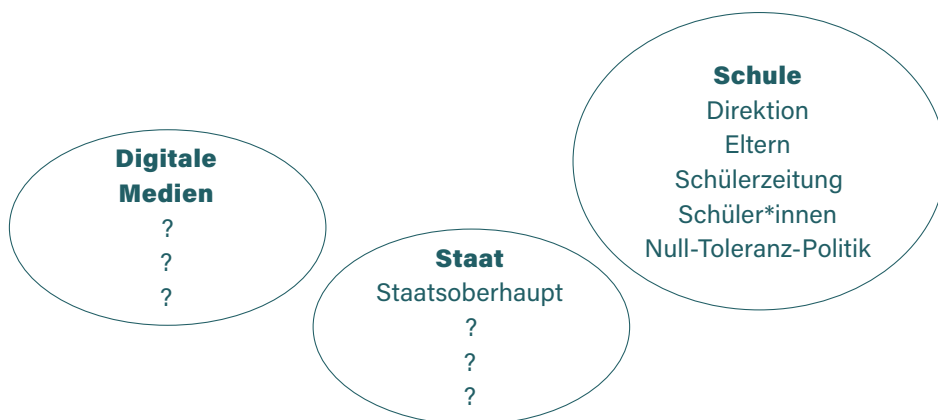 Schule
Direktion
Eltern
Schülerzeitung
Schüler*innen
Null-Toleranz-Politik
Digitale
Medien
?
?
?
Staat
Staatsoberhaupt
?
?
?